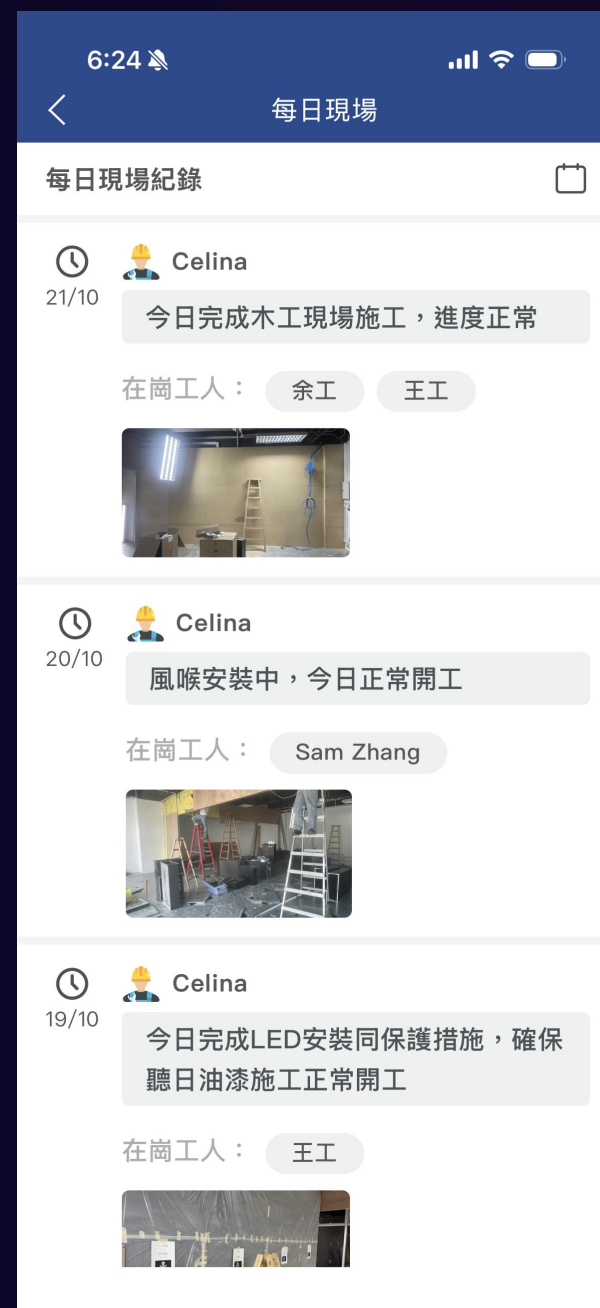 6:24
每日現場
每日現場紀錄
Celina
21/10
今日完成木工現場施工，進度正常
在崗工人： 余工 王工
Celina
20/10
風喉安裝中，今日正常開工
在崗工人： Sam Zhang
Celina
19/10
今日完成LED安裝同保護措施，確保
聽日油漆施工正常開工
在崗工人： 王工